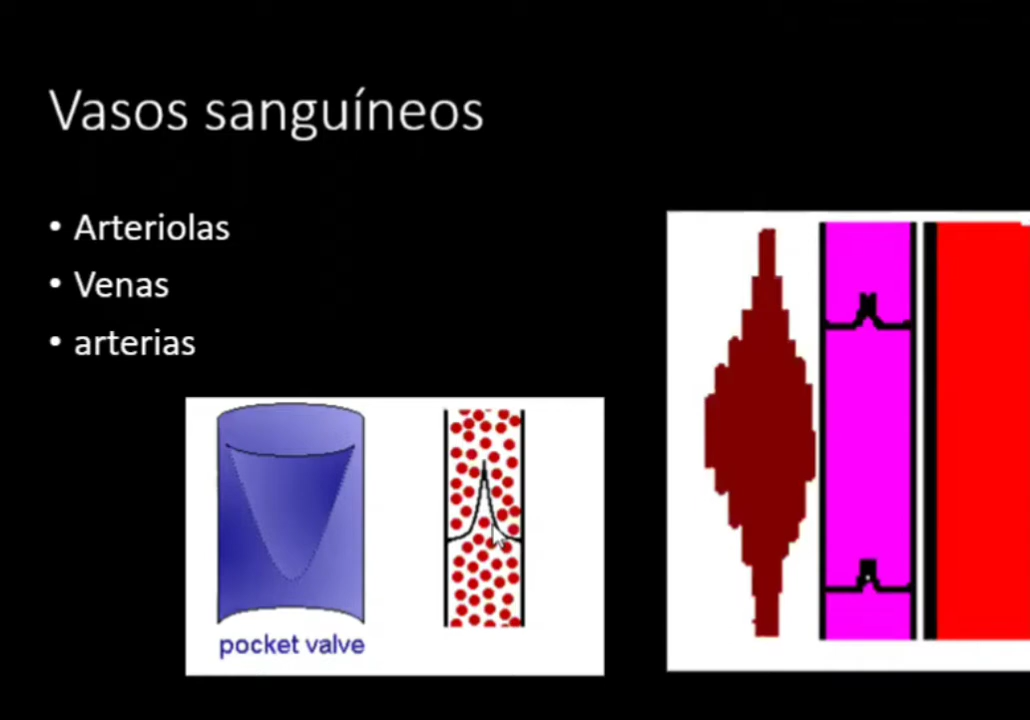 Vasos sanguíneos
• Arteriolas
• Venas
• arterias
pocket valve